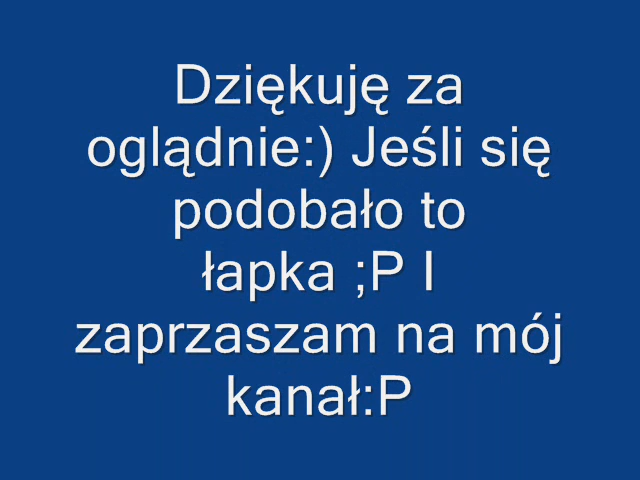 Dziękuję za
oglądnie:) Jeśli się
podobało to
łapka ;P I
zaprzaszam na mój
kanał:P